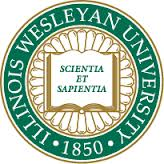 ILLINOIS WESLEYAN UNIVERSITY
SCIENTIA
ET
SAPIENTIA
· 1850 ·